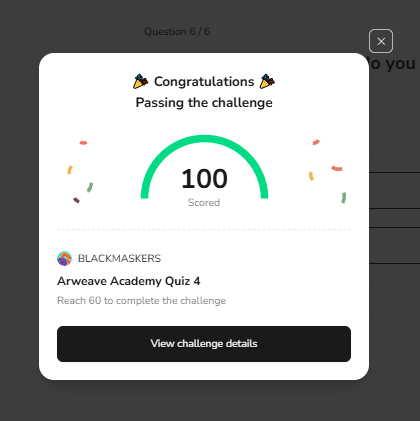 Question 6 / 6
do you
Congratulations
Passing the challenge
100
Scored
BLACKMASKERS
Arweave Academy Quiz 4
Reach 60 to complete the challenge
View challenge details